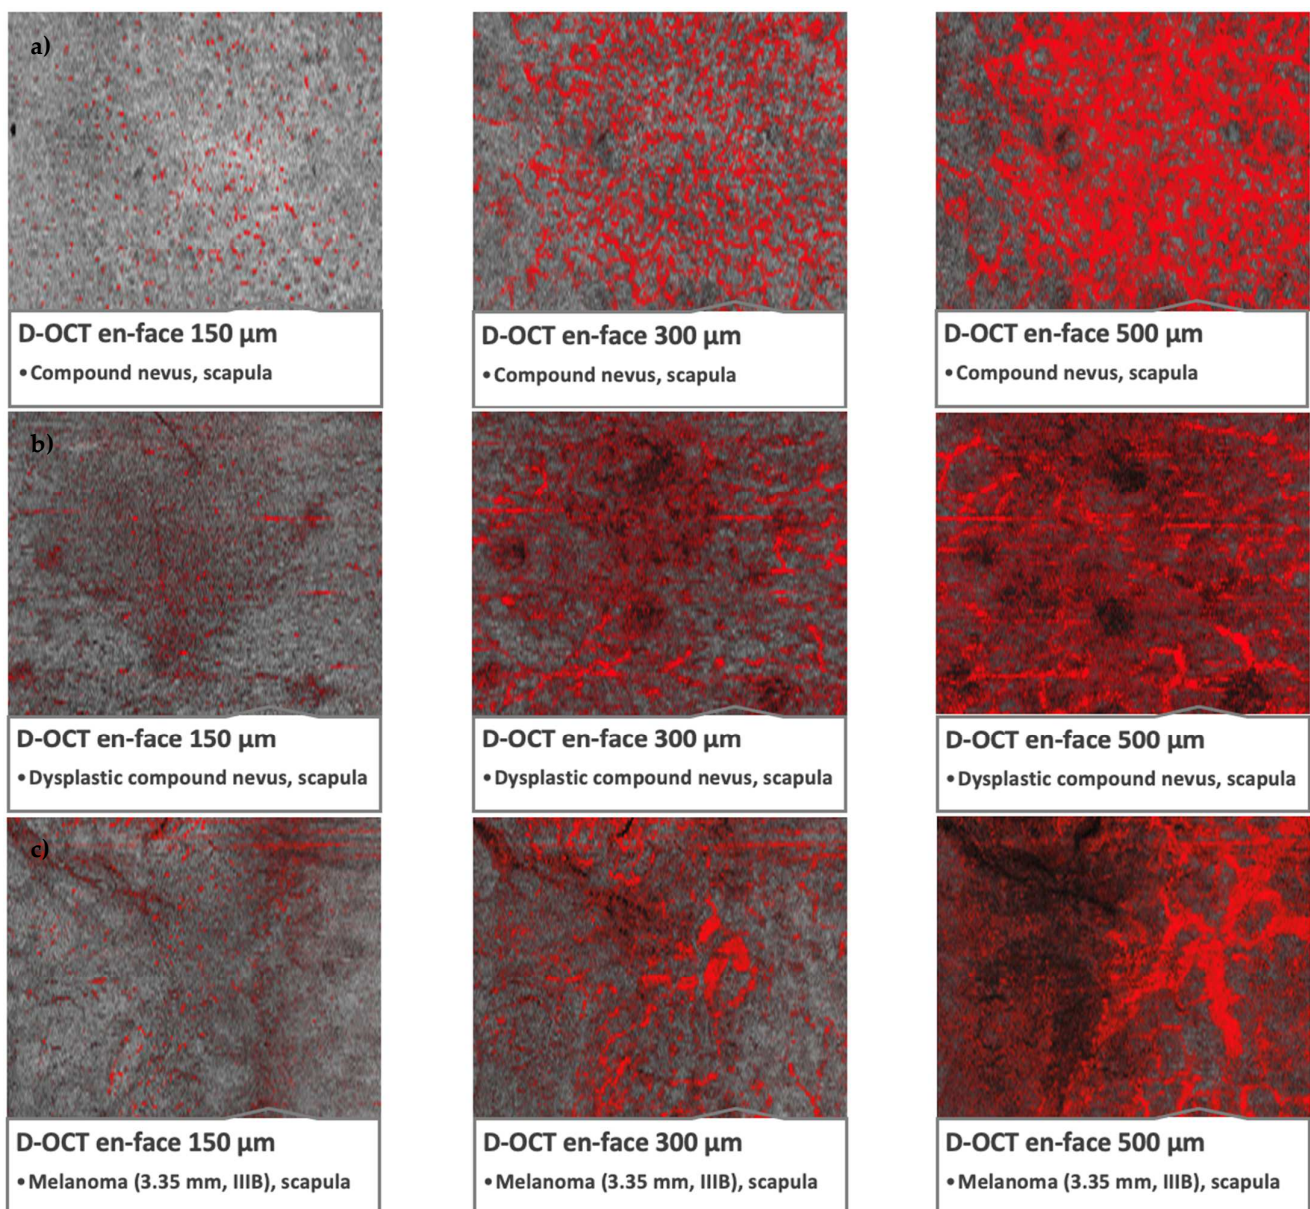 a)
D-OCT en-face 150 µm
•Compound nevus, scapula
D-OCT en-face 300 µm
•Compound nevus, scapula
D-OCT en-face 500 µm
•Compound nevus, scapula
b)
D-OCT en-face 150 µm
•Dysplastic compound nevus, scapula
D-OCT en-face 300 µm
•Dysplastic compound nevus, scapula
D-OCT en-face 500 µm
•Dysplastic compound nevus, scapula
c)
D-OCT en-face 150 µm
•Melanoma (3.35 mm, IIIB), scapula
D-OCT en-face 300 µm
•Melanoma (3.35 mm, IIIB), scapula
D-OCT en-face 500 µm
•Melanoma (3.35 mm, IIIB), scapula